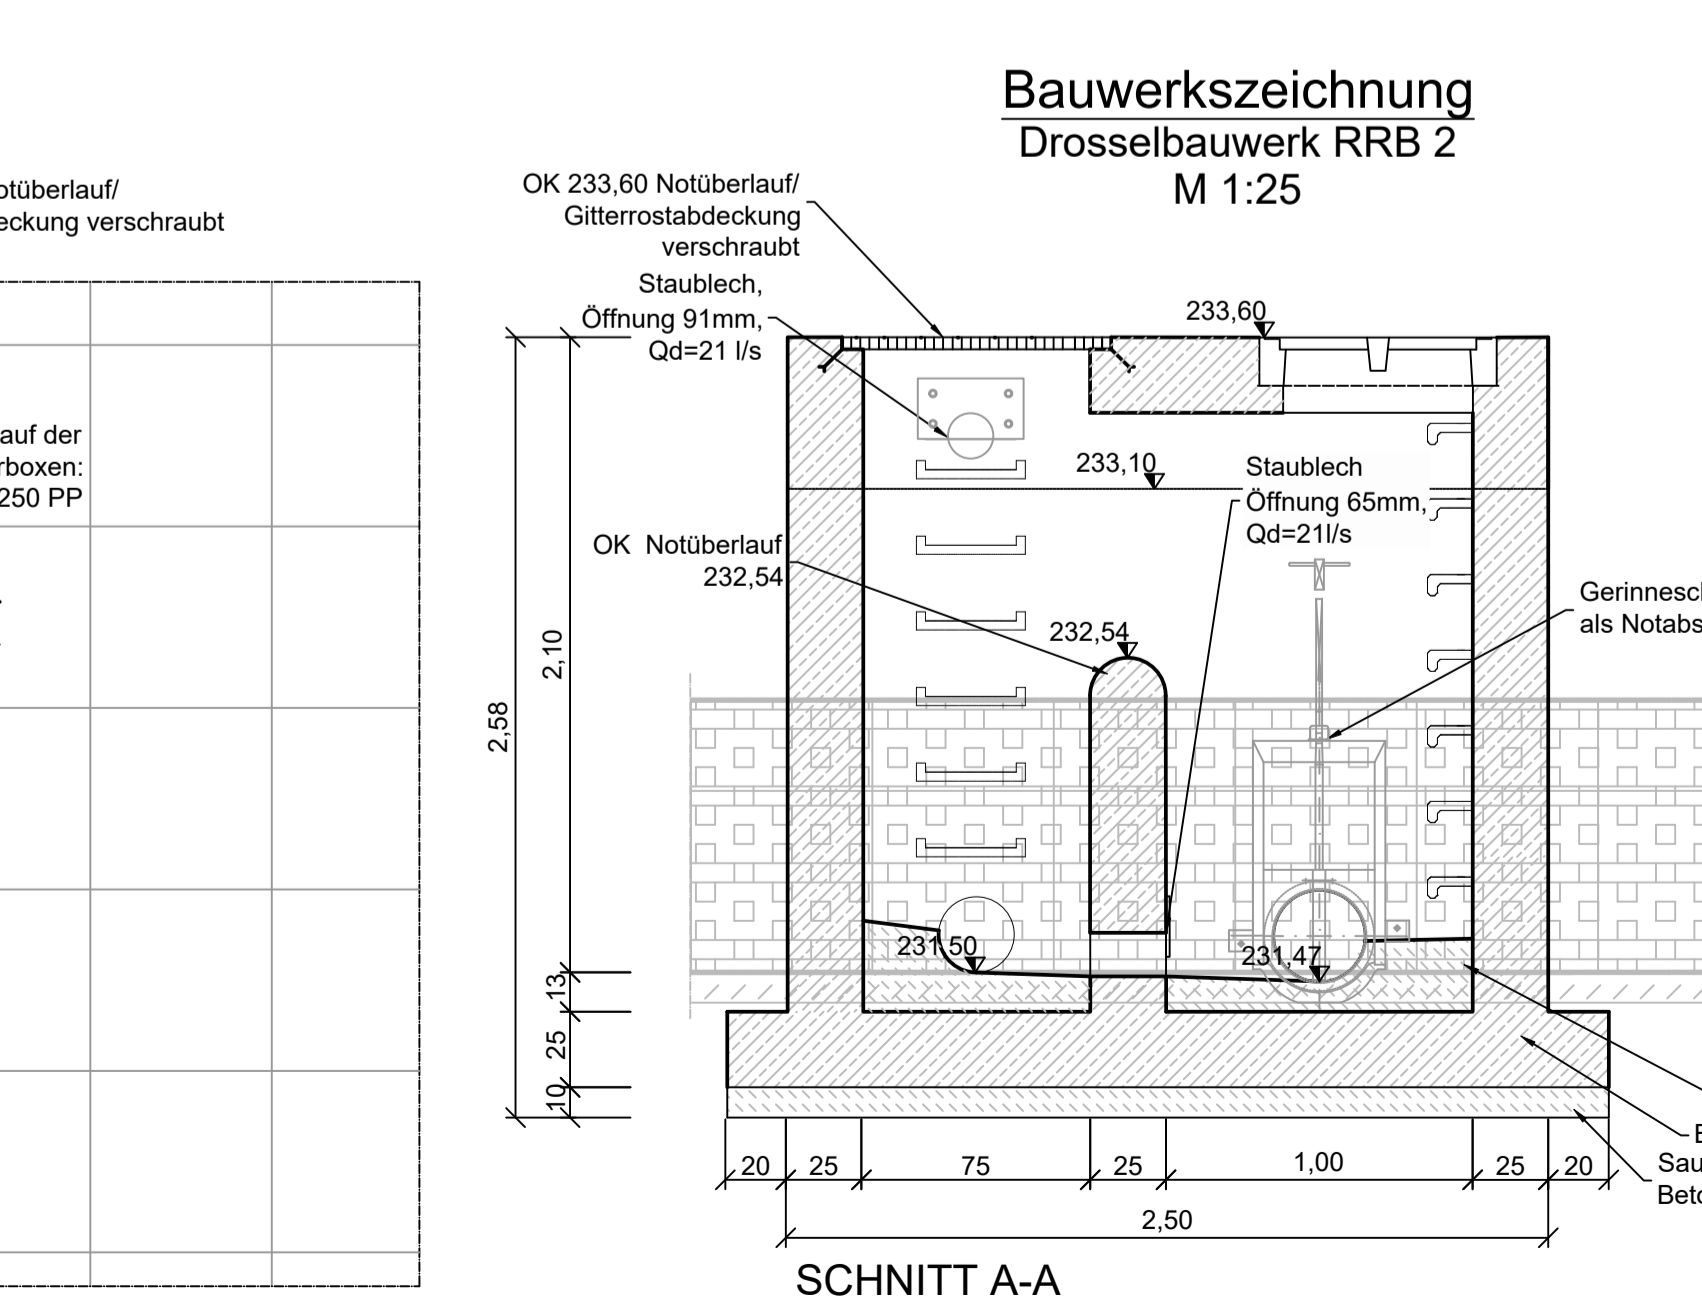 Bauwerkszeichnung
Drosselbauwerk RRB 2
M 1:25
otüberlauf/
eckung verschraubt
auf der
rboxen:
250 PP
OK 233,60 Notüberlauf/
Gitterrostabdeckung
verschraubt
Staublech,
Öffnung 91mm,
Qd=21 l/s
233,60
233,10
Staublech
Öffnung 65mm,
Qd=21l/s
OK Notüberlauf
232,54
232,54
Gerinnesch
als Notabs
2,10
2,58
231,50
231,47
13
25
10
20
25
75
25
1,00
25
20
2,50
Sau
Beto
SCHNITT A-A